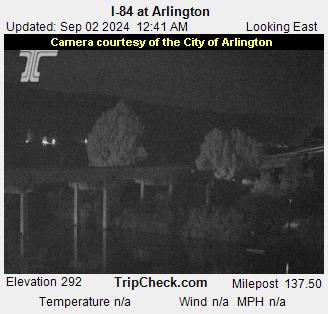 I-84 at Arlington
Updated: Sep 02 2024 12:41 AM Looking East
Camera courtesy of the City of Arlington
Elevation 292 TripCheck.com Milepost 137.50
Temperature n/a Wind n/a MPH n/a